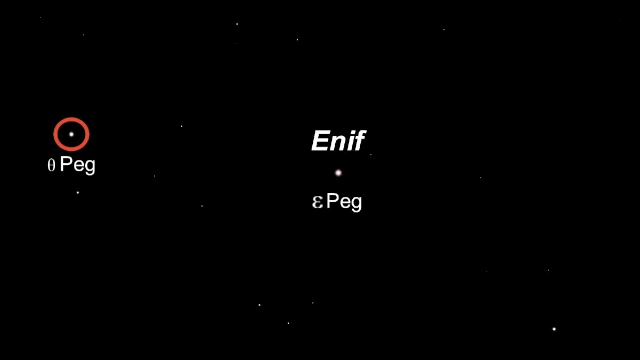 Enif
θ Peg
ε Peg